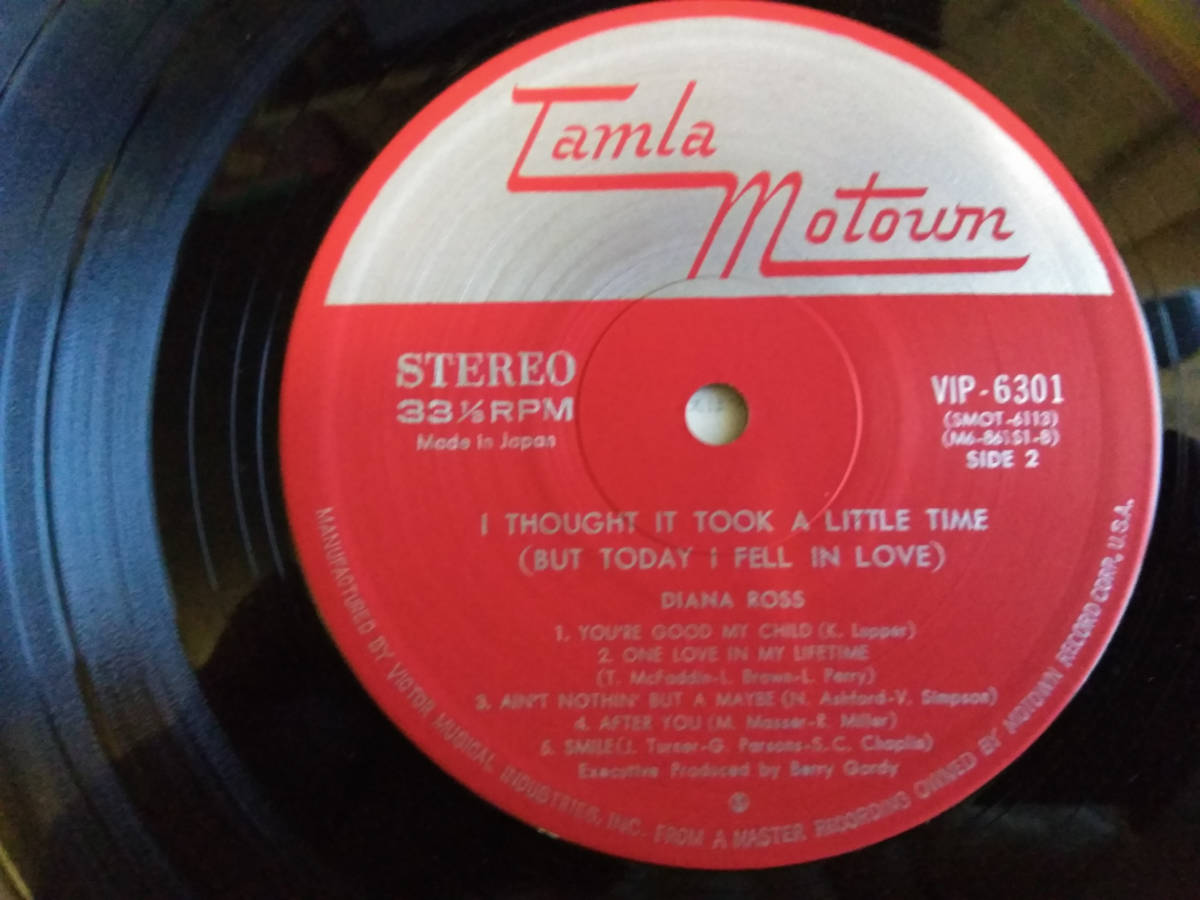 Tamla
Motown
STEREO
33⅓ RPM
Made in Japan
VIP-6301
(SMOT-6113)
(M6-861S1-B)
SIDE 2
I THOUGHT IT TOOK A LITTLE TIME
(BUT TODAY I FELL IN LOVE)
DIANA ROSS
1. YOU'RE GOOD MY CHILD (K. Lapper)
2. ONE LOVE IN MY LIFETIME
(T. McFaddin-L. Brown-L. Perry)
3. AIN'T NOTHIN' BUT A MAYBE (N. Ashford-V. Simpson)
4. AFTER YOU (M. Masser-R. Miller)
5. SMILE (J. Turner-G. Parsons-S.C. Chaplin)
Executive Produced by Berry Gordy
MANUFACTURED BY VICTOR MUSICAL INDUSTRIES, INC. FROM A MASTER RECORDING OWNED BY MOTOWN RECORD CORP., U.S.A.